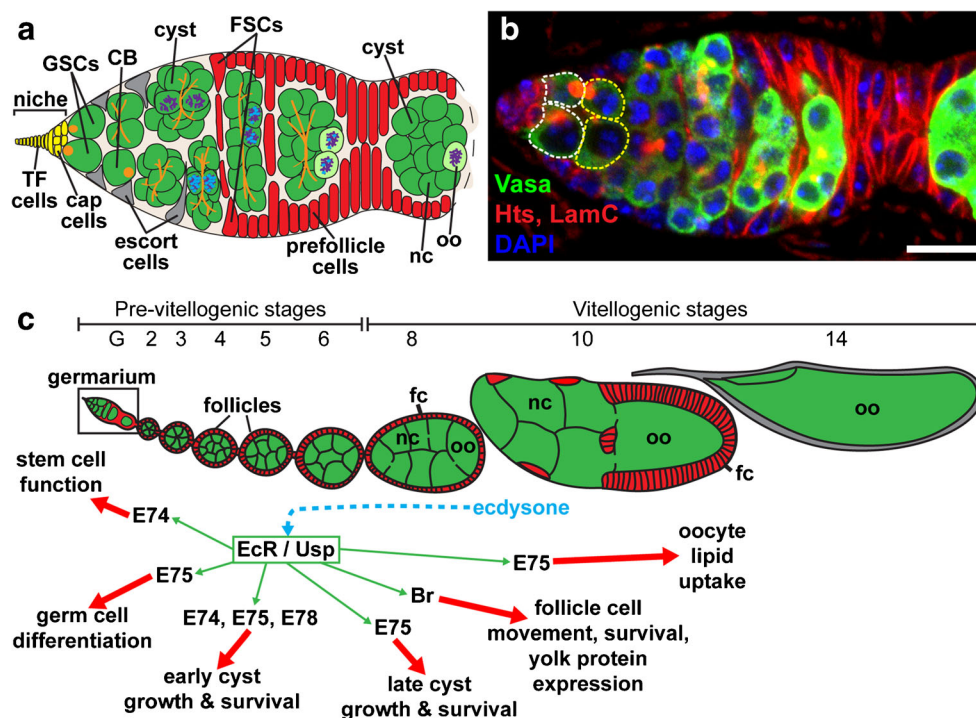 a
GSCs
CB
cyst
FSCs
cyst
niche
TF
cells
cap
cells
escort
cells
prefollicle
cells
nc
oo
b
Vasa
Hts, LamC
DAPI
c
Pre-vitellogenic stages
Vitellogenic stages
G 2 3 4 5 6 8 10 14
germarium
follicles
fc
nc
oo
nc
oo
fc
oo
stem cell
function
E74
ecdysone
EcR / Usp
E75
oocyte
lipid
uptake
E75
germ cell
differentiation
E74, E75, E78
early cyst
growth & survival
E75
late cyst
growth & survival
Br
follicle cell
movement, survival,
yolk protein
expression